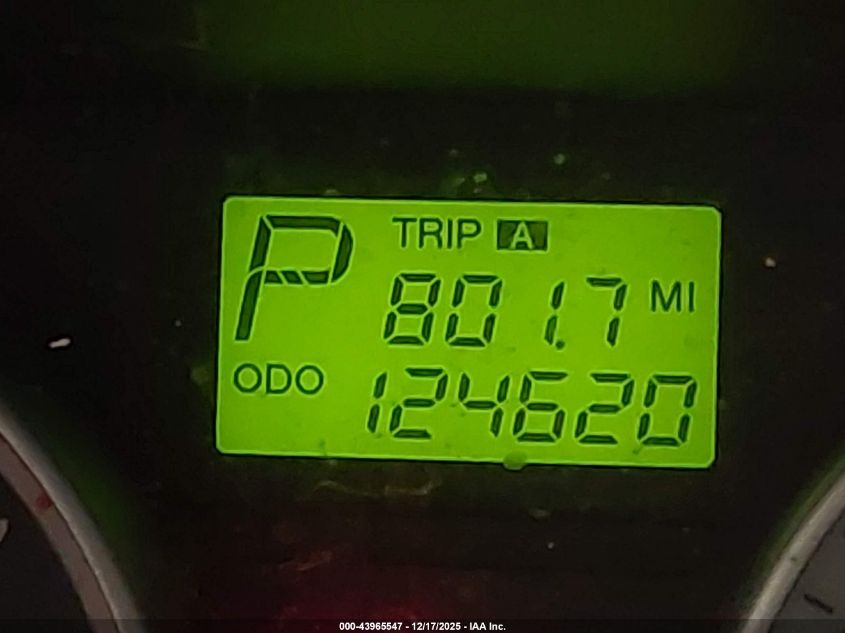 P
TRIP A
801.7 MI
ODO 124620
000-43965547 - 12/17/2025 - IAA Inc.